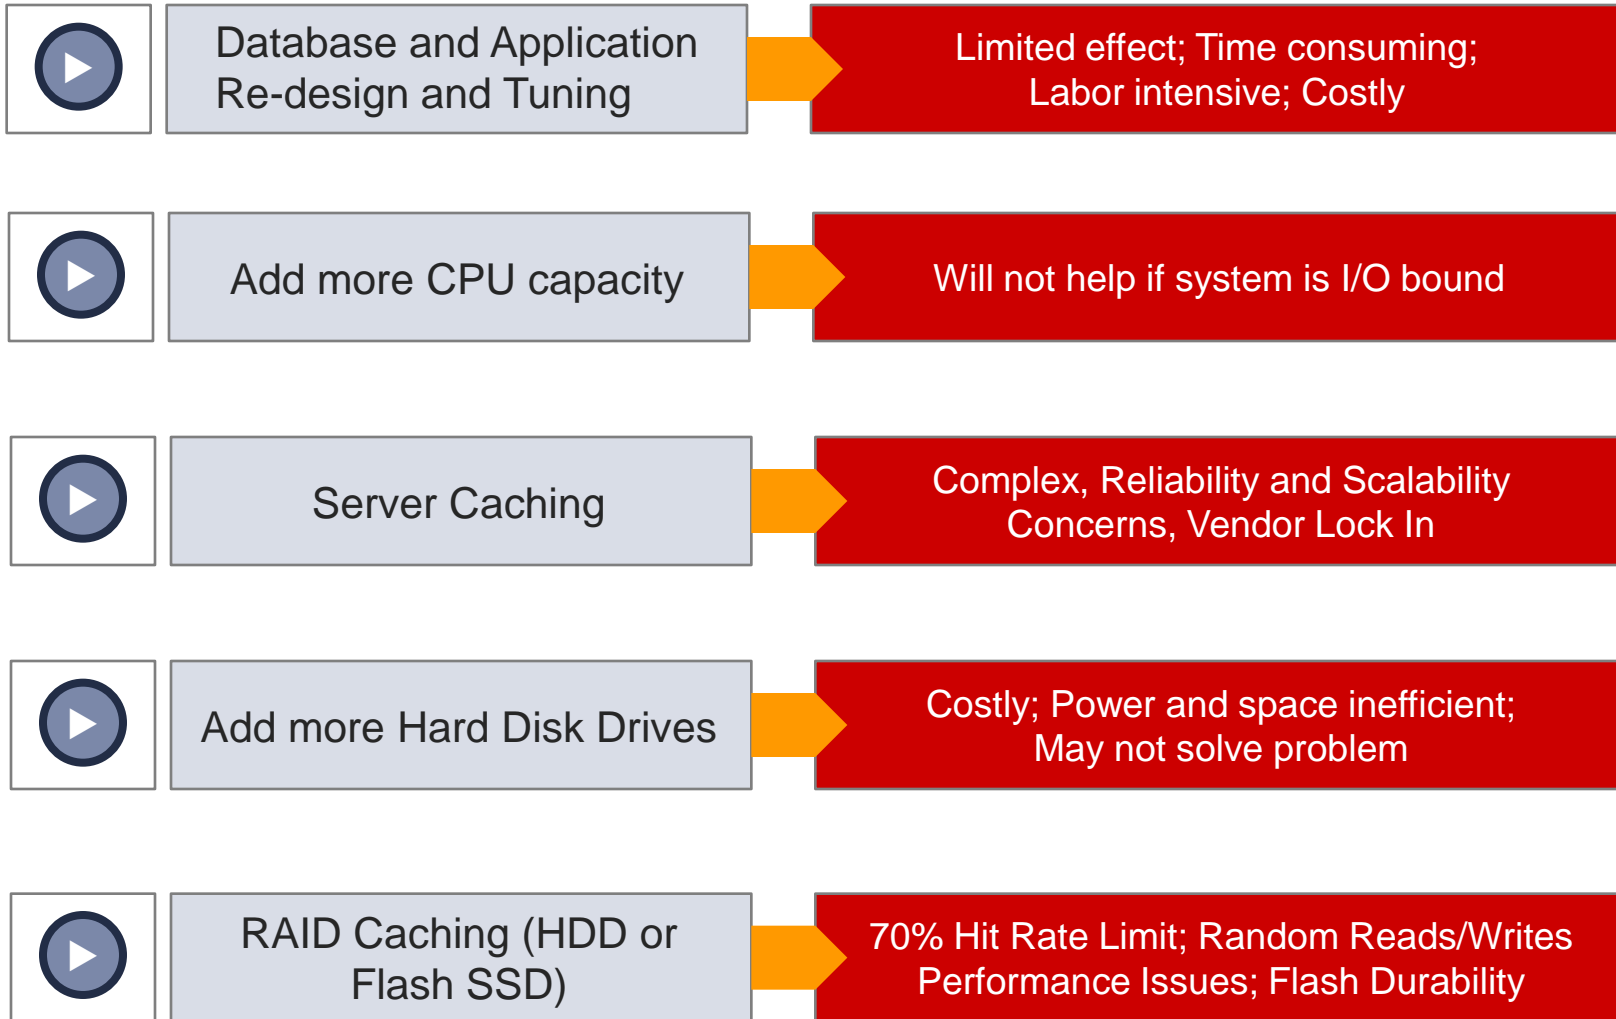 Database and Application
Re-design and Tuning
Limited effect; Time consuming;
Labor intensive; Costly
Add more CPU capacity
Will not help if system is I/O bound
Server Caching
Complex, Reliability and Scalability
Concerns, Vendor Lock In
Add more Hard Disk Drives
Costly; Power and space inefficient;
May not solve problem
RAID Caching (HDD or
Flash SSD)
70% Hit Rate Limit; Random Reads/Writes
Performance Issues; Flash Durability